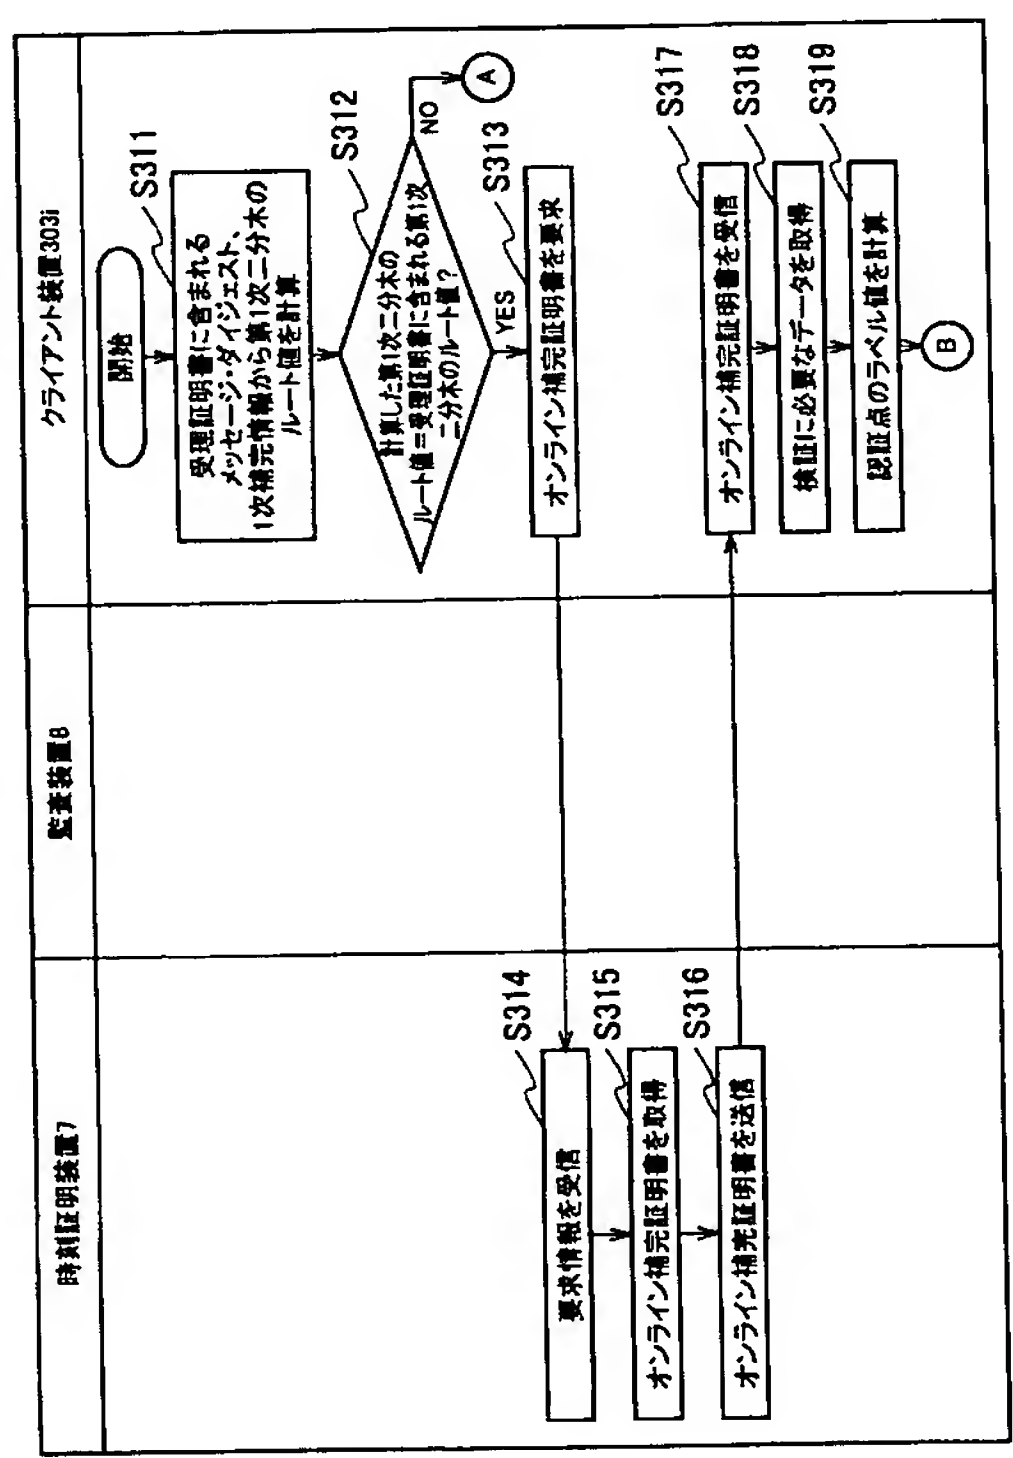 時刻証明装置7
監査装置8
クライアント装置303i
開始
S311
受理証明書に含まれる
メッセージ・ダイジェスト、
1次補完情報から第1次二分木の
ルート値を計算
S312
計算した第1次二分木の
ルート値=受理証明書に含まれる第1次
二分木のルート値?
NO
A
YES
S313
オンライン補完証明書を要求
S314
要求情報を受信
S315
オンライン補完証明書を取得
S316
オンライン補完証明書を送信
S317
オンライン補完証明書を受信
S318
検証に必要なデータを取得
S319
認証点のラベル値を計算
B